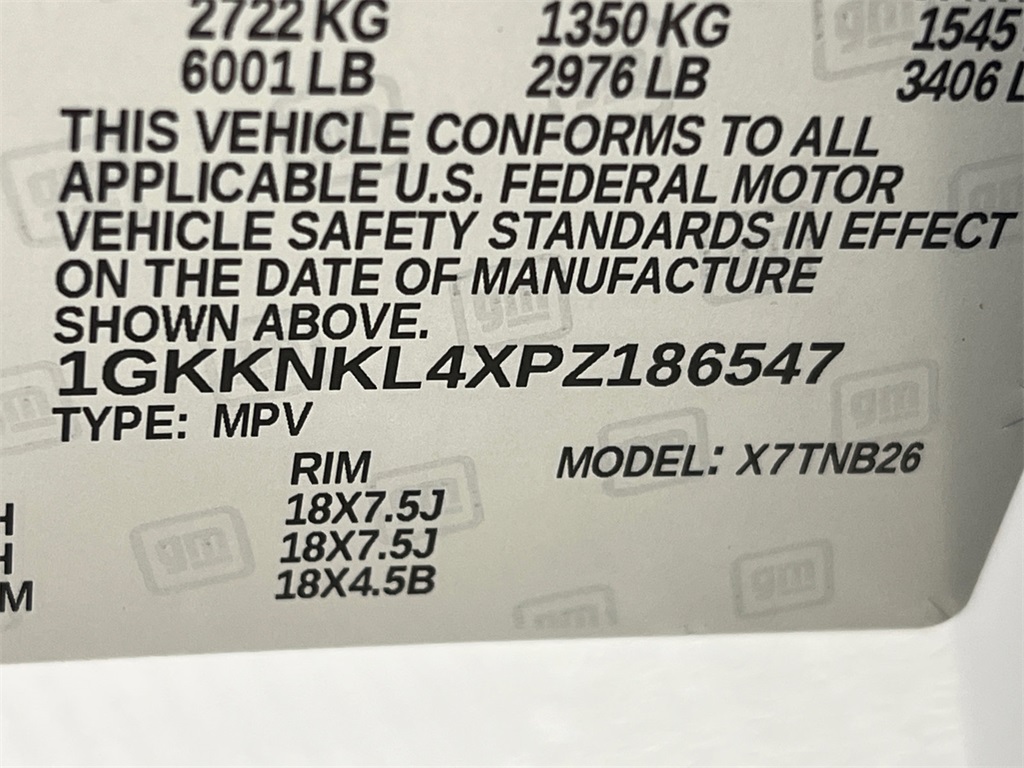 2722 KG 1350 KG 1545
6001 LB 2976 LB 3406 L
THIS VEHICLE CONFORMS TO ALL
APPLICABLE U.S. FEDERAL MOTOR
VEHICLE SAFETY STANDARDS IN EFFECT
ON THE DATE OF MANUFACTURE
SHOWN ABOVE.
1GKKNKL4XPZ186547
TYPE: MPV
RIM MODEL: X7TNB26
H 18X7.5J
H 18X7.5J
M 18X4.5B
gm